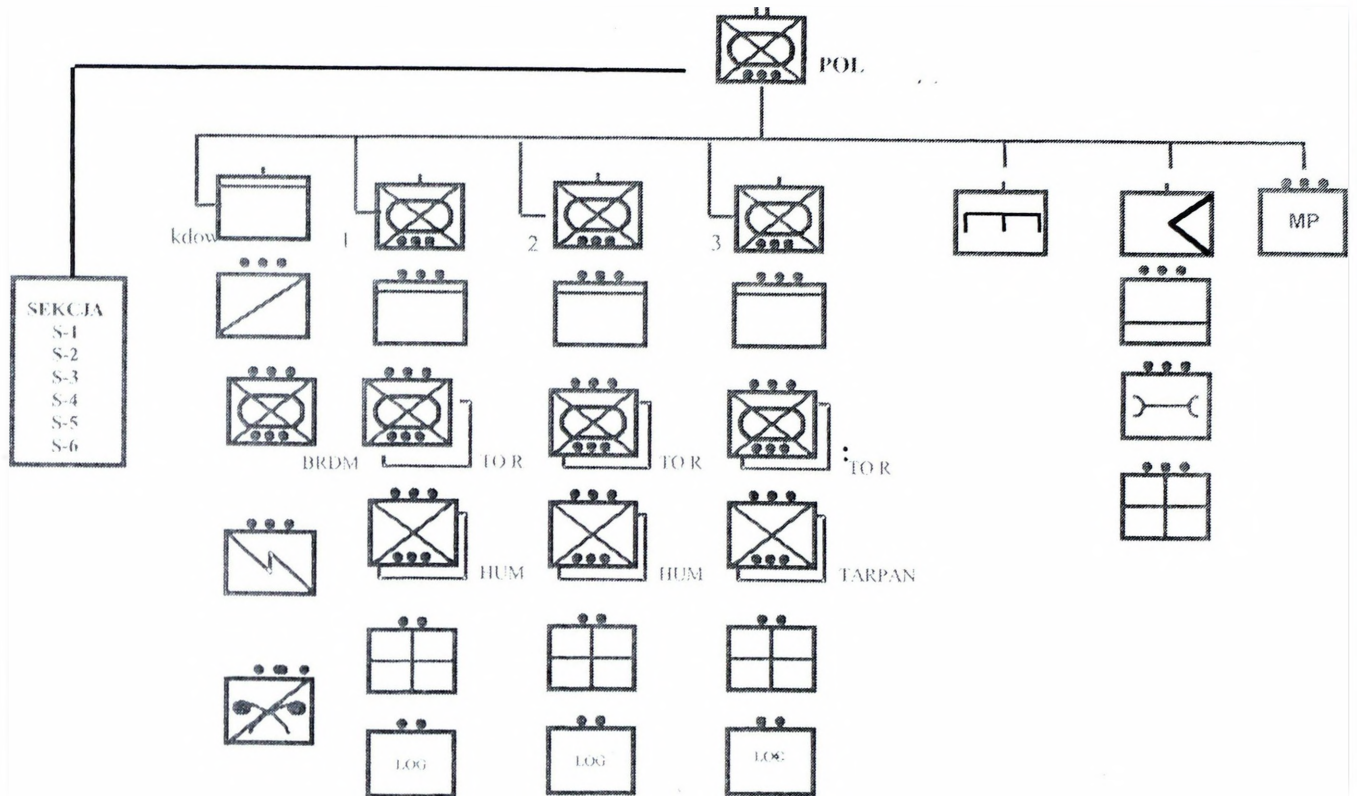 POL
kdow
1
2
3
MP
SEKCJA
S-1
S-2
S-3
S-4
S-5
S-6
BRDM
TO R
TO R
TO R
HUM
HUM
TARPAN
LOG
LOG
LOG